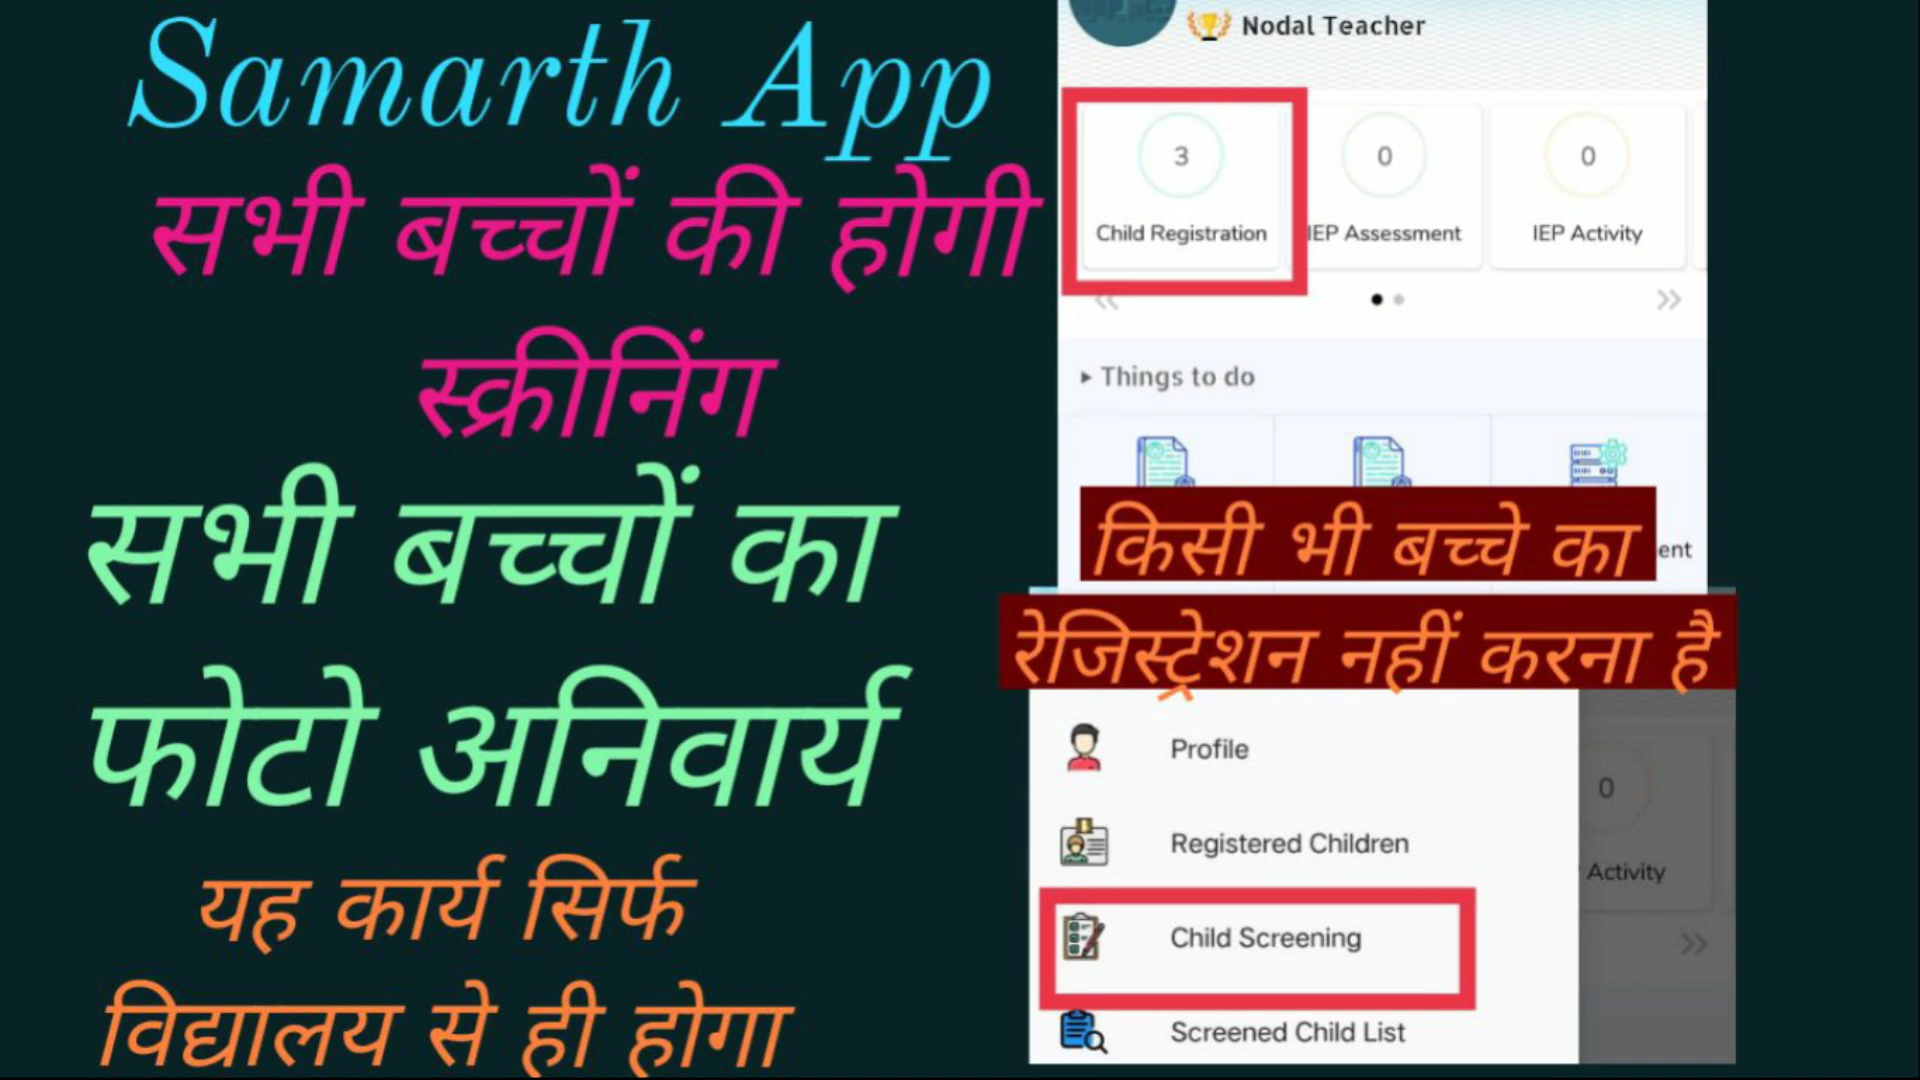 Samarth App
सभी बच्चों की होगी
स्क्रीनिंग
सभी बच्चों का
फोटो अनिवार्य
यह कार्य सिर्फ
विद्यालय से ही होगा
Nodal Teacher
3
0
0
Child Registration
IEP Assessment
IEP Activity
Things to do
किसी भी बच्चे का
ent
रेजिस्ट्रेशन नहीं करना है
Profile
0
Registered Children
Activity
Child Screening
Screened Child List